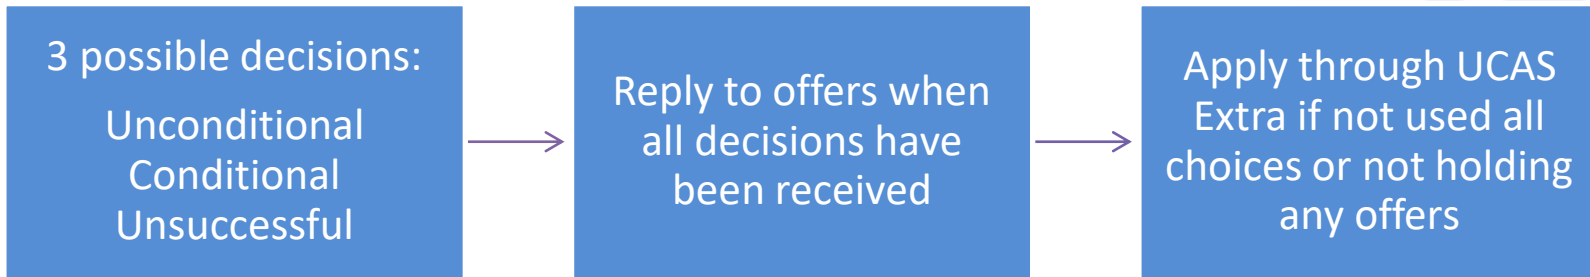 3 possible decisions:
Unconditional
Conditional
Unsuccessful
Reply to offers when
all decisions have
been received
Apply through UCAS
Extra if not used all
choices or not holding
any offers